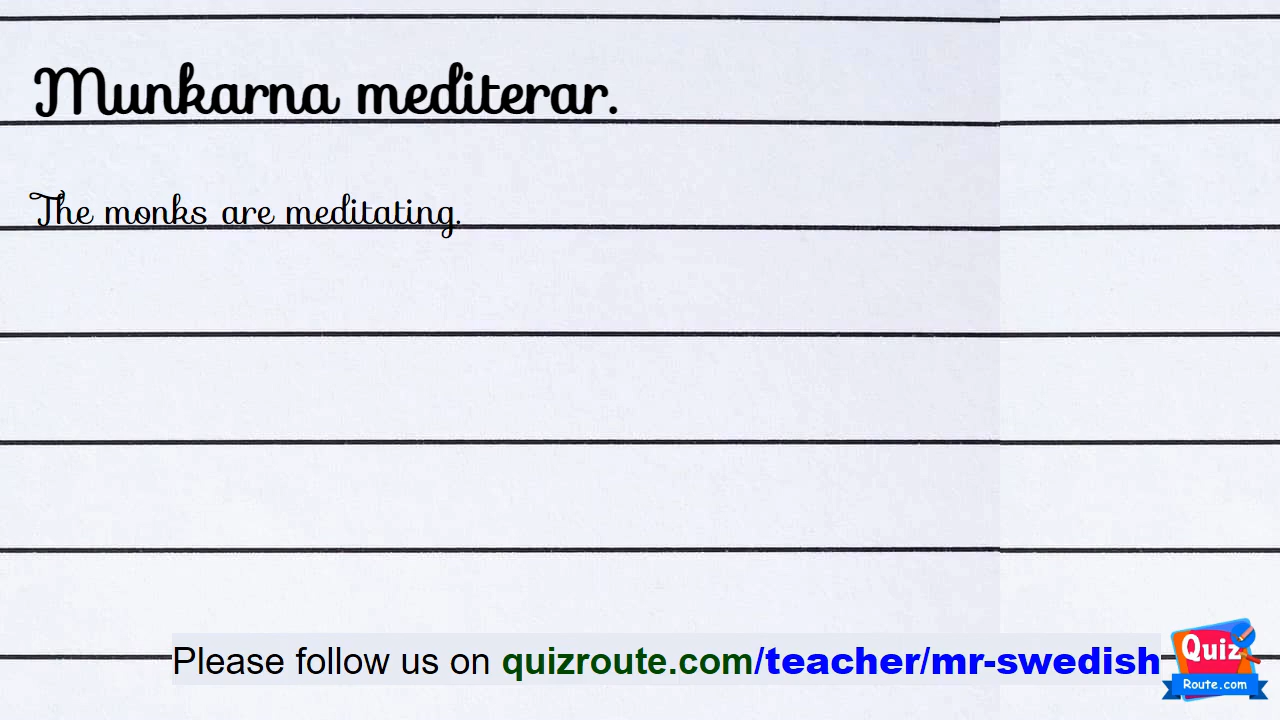 Munkarna mediterar.
The monks are meditating.
Please follow us on quizroute.com/teacher/mr-swedish
Quiz
Route.com